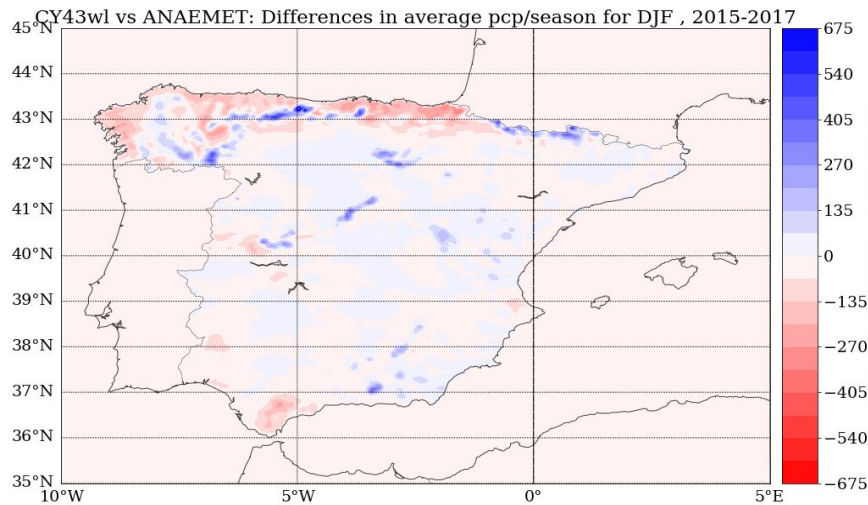 CY43wl vs ANAEMET: Differences in average pcp/season for DJF , 2015-2017
45°N
44°N
43°N
42°N
41°N
40°N
39°N
38°N
37°N
36°N
35°N
10°W
5°W
0°
5°E
675
540
405
270
135
0
−135
−270
−405
−540
−675